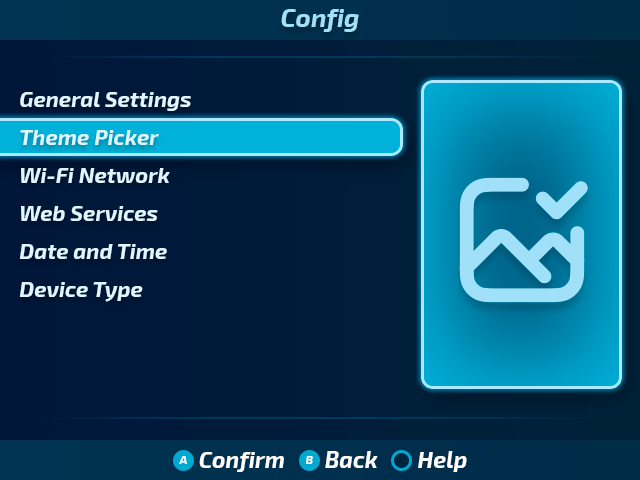 Config
General Settings
Theme Picker
Wi-Fi Network
Web Services
Date and Time
Device Type
A Confirm B Back Help